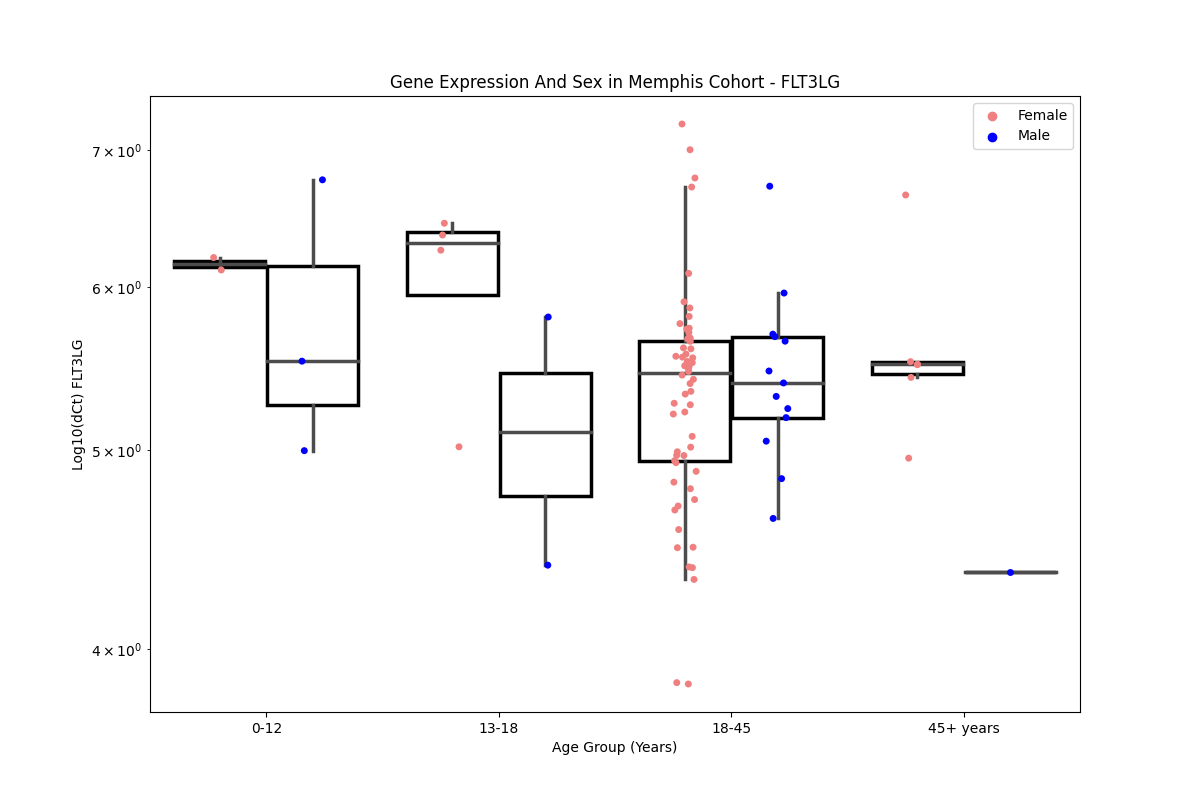 Gene Expression And Sex in Memphis Cohort - FLT3LG
Female
Male
7 × 10⁰
6 × 10⁰
5 × 10⁰
4 × 10⁰
Log10(dCt) FLT3LG
0-12
13-18
18-45
45+ years
Age Group (Years)